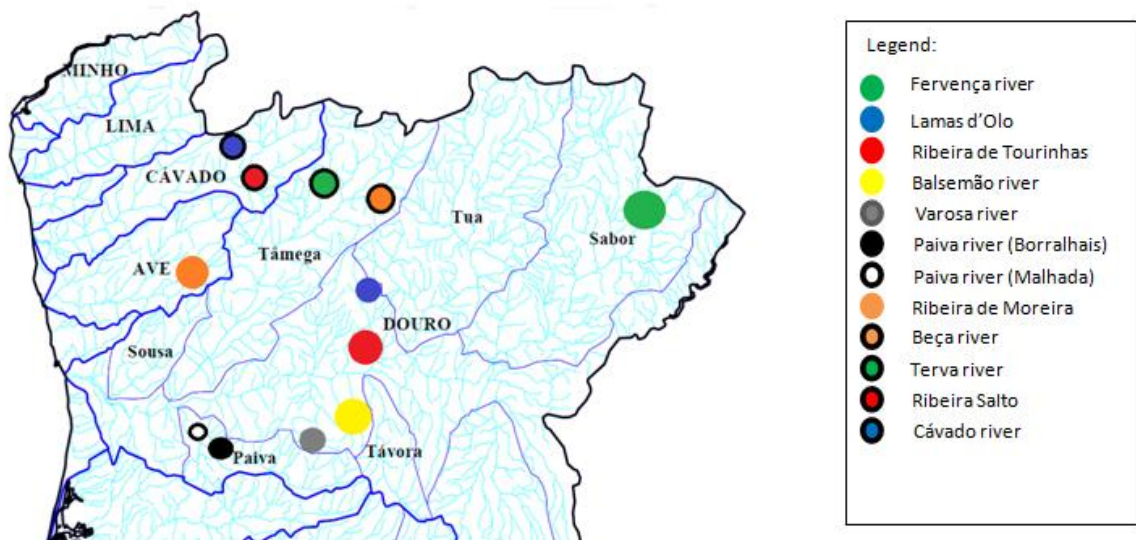 MINHO
LIMA
CÁVADO
Tua
Sabor
Tâmega
AVE
DOURO
Sousa
Paiva
Távora
Legend:
Fervença river
Lamas d’Olo
Ribeira de Tourinhas
Balsemão river
Varosa river
Paiva river (Borralhais)
Paiva river (Malhada)
Ribeira de Moreira
Beça river
Terva river
Ribeira Salto
Cávado river